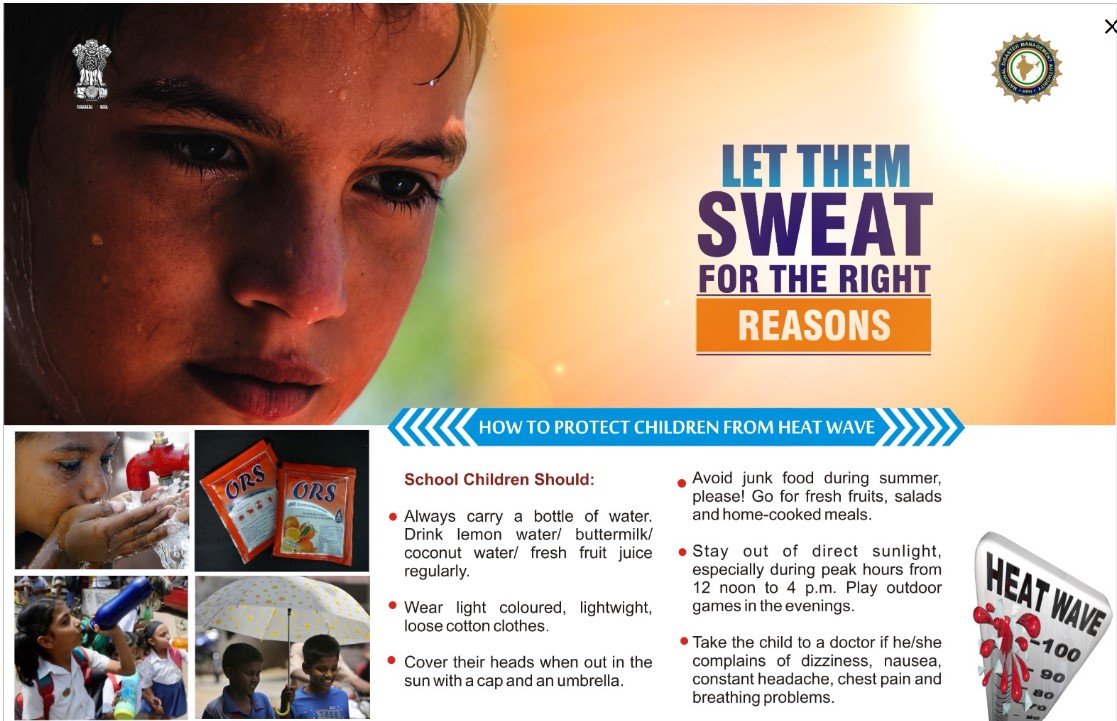 NATIONAL DISASTER MANAGEMENT AUTHORITY
LET THEM
SWEAT
FOR THE RIGHT
REASONS
HOW TO PROTECT CHILDREN FROM HEAT WAVE
ORS
ORS
School Children Should:
Always carry a bottle of water.
Drink lemon water/ buttermilk/
coconut water/ fresh fruit juice
regularly.
Wear light coloured, lightwight,
loose cotton clothes.
Cover their heads when out in the
sun with a cap and an umbrella.
Avoid junk food during summer,
please! Go for fresh fruits, salads
and home-cooked meals.
Stay out of direct sunlight,
especially during peak hours from
12 noon to 4 p.m. Play outdoor
games in the evenings.
Take the child to a doctor if he/she
complains of dizziness, nausea,
constant headache, chest pain and
breathing problems.
HEAT WAVE
100
90
80
70